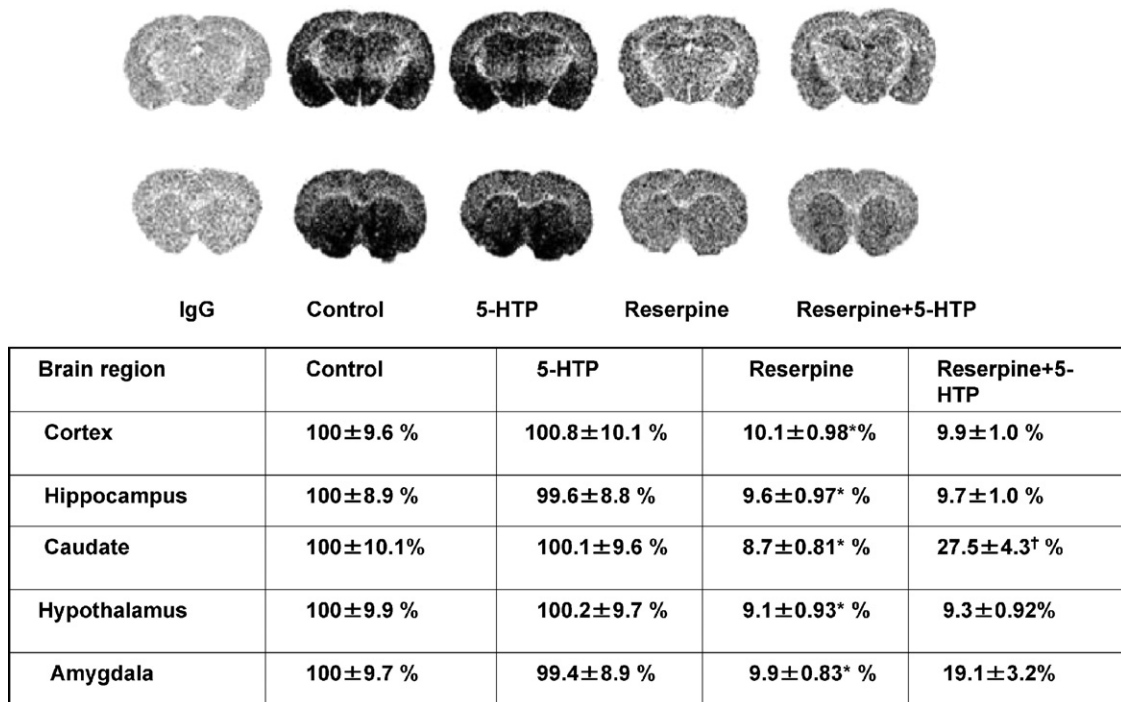 IgG Control 5-HTP Reserpine Reserpine+5-HTP
Brain region Control 5-HTP Reserpine Reserpine+5-
HTP
Cortex 100±9.6 % 100.8±10.1 % 10.1±0.98*% 9.9±1.0 %
Hippocampus 100±8.9 % 99.6±8.8 % 9.6±0.97* % 9.7±1.0 %
Caudate 100±10.1% 100.1±9.6 % 8.7±0.81* % 27.5±4.3† %
Hypothalamus 100±9.9 % 100.2±9.7 % 9.1±0.93* % 9.3±0.92%
Amygdala 100±9.7 % 99.4±8.9 % 9.9±0.83* % 19.1±3.2%